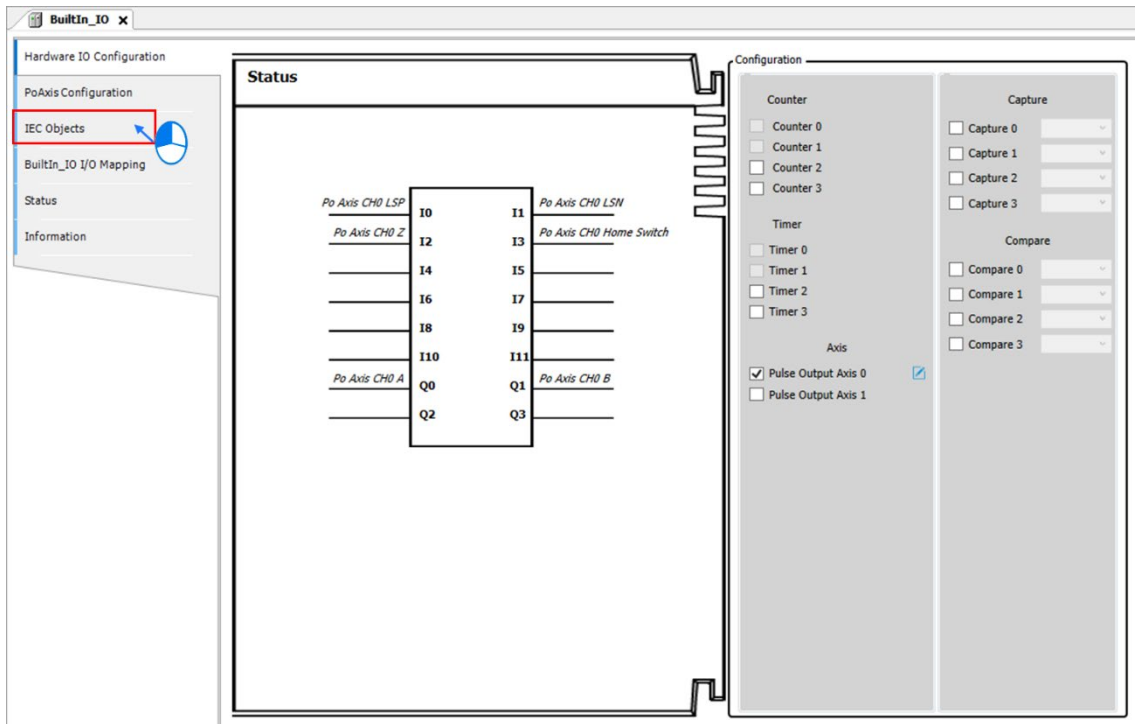 BuiltIn_IO x
Hardware IO Configuration
PoAxis Configuration
IEC Objects
BuiltIn_IO I/O Mapping
Status
Information
Status
Po Axis CH0 LSP I0 I1 Po Axis CH0 LSN
Po Axis CH0 Z I2 I3 Po Axis CH0 Home Switch
I4 I5
I6 I7
I8 I9
I10 I11
Po Axis CH0 A Q0 Q1 Po Axis CH0 B
Q2 Q3
Configuration
Counter
Counter 0
Counter 1
Counter 2
Counter 3
Timer
Timer 0
Timer 1
Timer 2
Timer 3
Axis
Pulse Output Axis 0
Pulse Output Axis 1
Capture
Capture 0
Capture 1
Capture 2
Capture 3
Compare
Compare 0
Compare 1
Compare 2
Compare 3